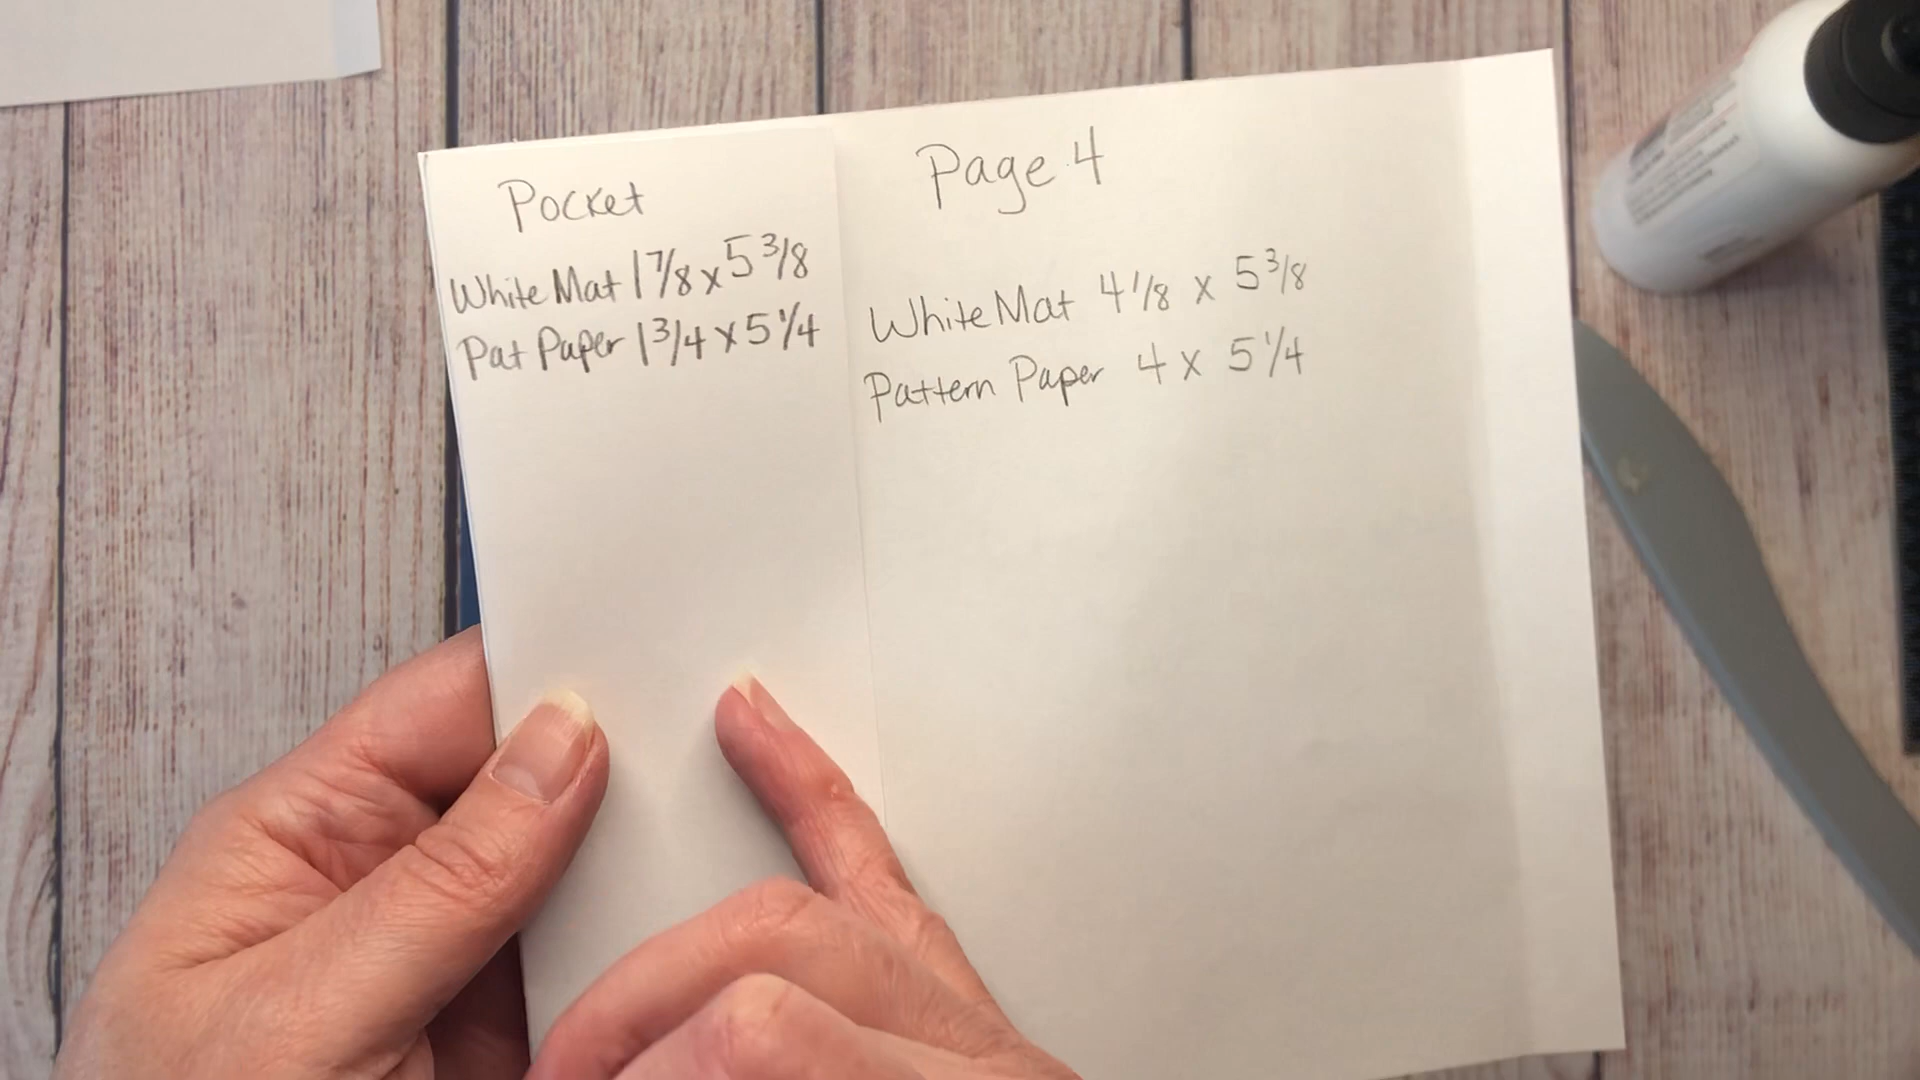 Pocket
White Mat 1 7/8 x 5 3/8
Pat Paper 1 3/4 x 5 1/4
Page 4
White Mat 4 1/8 x 5 3/8
Pattern Paper 4 x 5 1/4